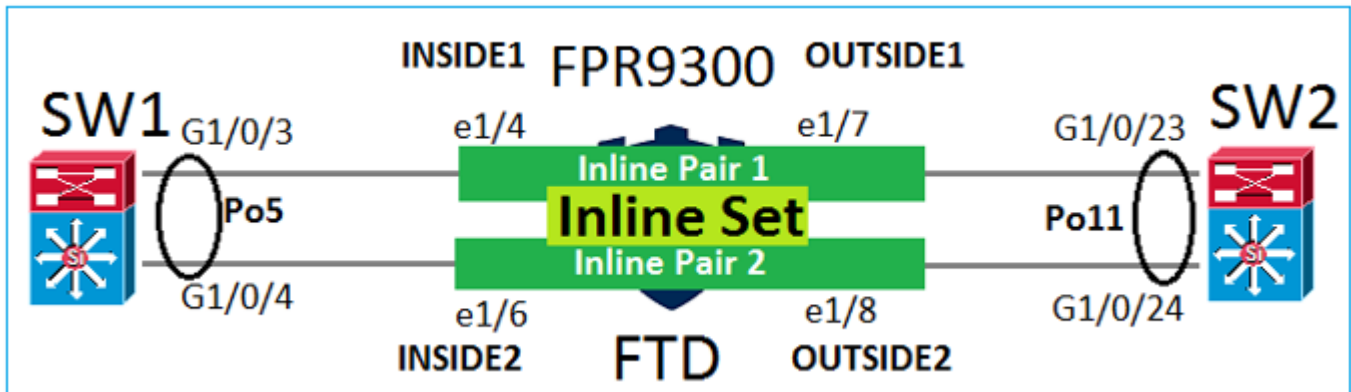 INSIDE1 FPR9300 OUTSIDE1
SW1 G1/0/3 e1/4 e1/7 G1/0/23 SW2
Inline Pair 1
Po5 Inline Set Po11
Si Inline Pair 2 Si
G1/0/4 e1/6 e1/8 G1/0/24
INSIDE2 FTD OUTSIDE2